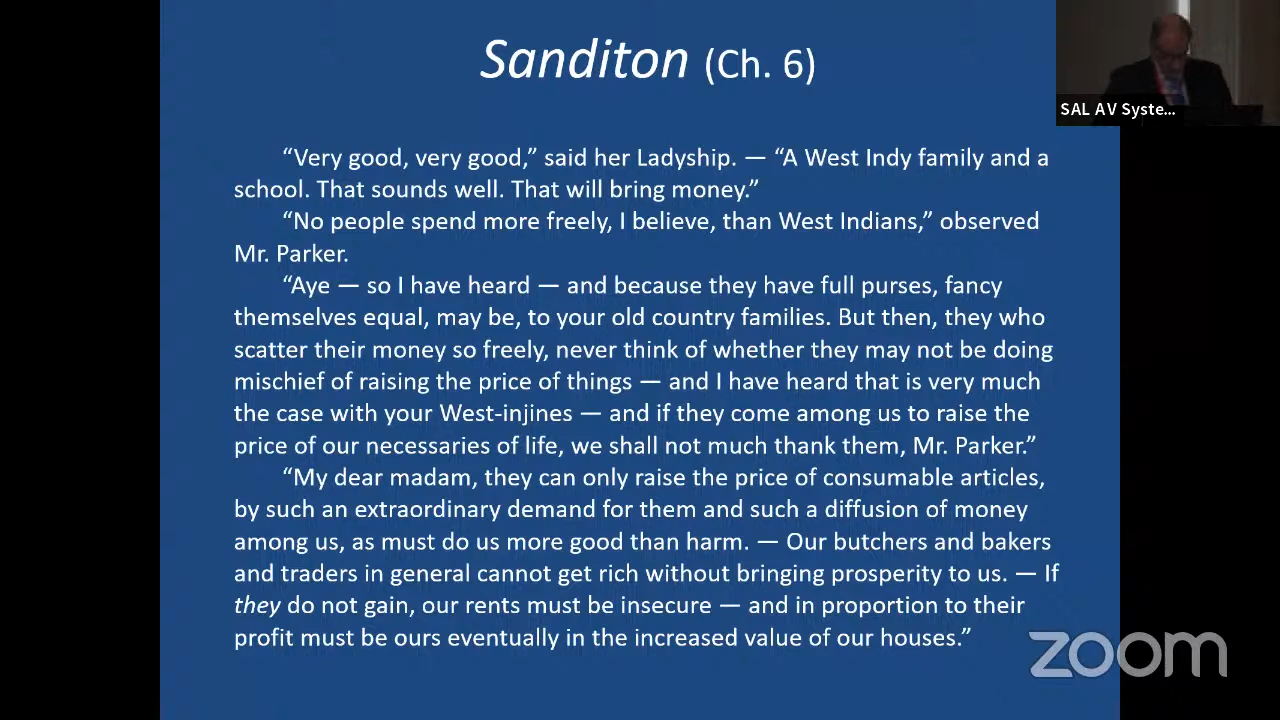 Sanditon (Ch. 6)
SAL AV Syste...
“Very good, very good,” said her Ladyship. — “A West Indy family and a
school. That sounds well. That will bring money.”
“No people spend more freely, I believe, than West Indians,” observed
Mr. Parker.
“Aye — so I have heard — and because they have full purses, fancy
themselves equal, may be, to your old country families. But then, they who
scatter their money so freely, never think of whether they may not be doing
mischief of raising the price of things — and I have heard that is very much
the case with your West-injines — and if they come among us to raise the
price of our necessaries of life, we shall not much thank them, Mr. Parker.”
“My dear madam, they can only raise the price of consumable articles,
by such an extraordinary demand for them and such a diffusion of money
among us, as must do us more good than harm. — Our butchers and bakers
and traders in general cannot get rich without bringing prosperity to us. — If
they do not gain, our rents must be insecure — and in proportion to their
profit must be ours eventually in the increased value of our houses.”
zoom